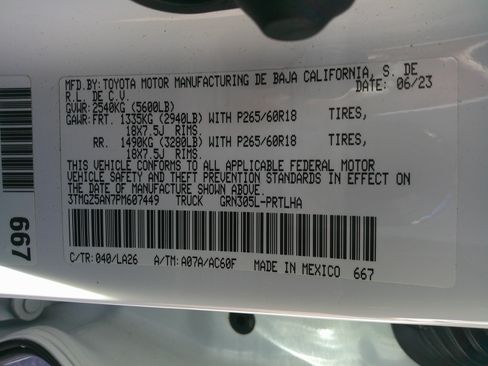 MFD.BY:TOYOTA MOTOR MANUFACTURING DE BAJA CALIFORNIA, S. DE
R.L. DE C.V. DATE: 06/23
GVWR: 2540KG (5600LB)
GAWR:FRT. 1335KG (2940LB) WITH P265/60R18 TIRES,
18X7.5J RIMS.
RR. 1490KG (3280LB) WITH P265/60R18 TIRES,
18X7.5J RIMS.
THIS VEHICLE CONFORMS TO ALL APPLICABLE FEDERAL MOTOR
VEHICLE SAFETY AND THEFT PREVENTION STANDARDS IN EFFECT ON
THE DATE OF MANUFACTURE SHOWN ABOVE.
3TMGZ5AN7PM607449 TRUCK GRN305L-PRTLHA
C/TR: 040/LA26 A/TM: A07A/AC60F MADE IN MEXICO 667
667